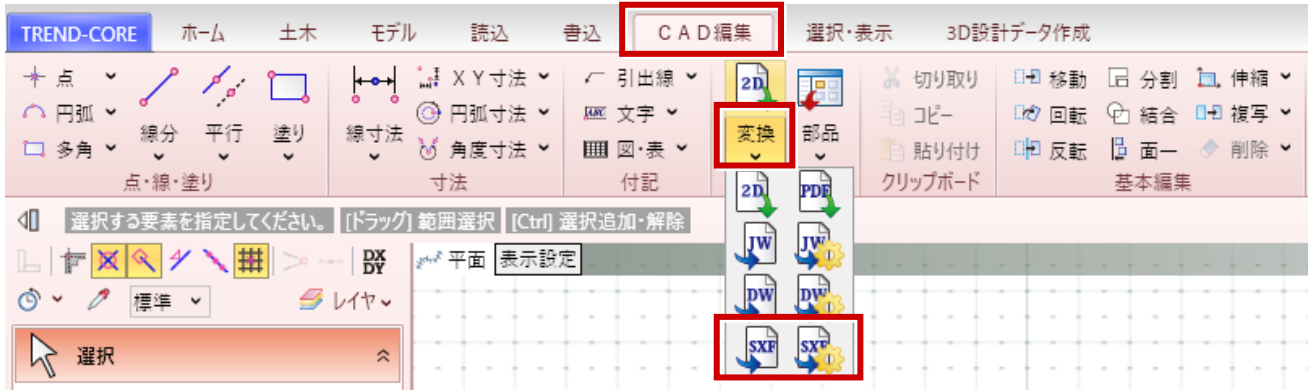 TREND-CORE ホーム 土木 モデル 読込 書込 ＣＡＤ編集 選択・表示 3D設計データ作成
点 線分 平行 塗り 線寸法 ＸＹ寸法 引出線 2D 変換 部品 切り取り 移動 分割 伸縮
円弧 円弧寸法 ABC 文字 コピー 回転 結合 複写
多角 角度寸法 図・表 貼り付け 反転 面一 削除
点・線・塗り 寸法 付記 クリップボード 基本編集
2D PDF
選択する要素を指定してください。 [ドラッグ] 範囲選択 [Ctrl] 選択追加・解除
JW JW
DX DY 平面 表示設定
標準 レイヤ
DW DW
選択
SXF SXF